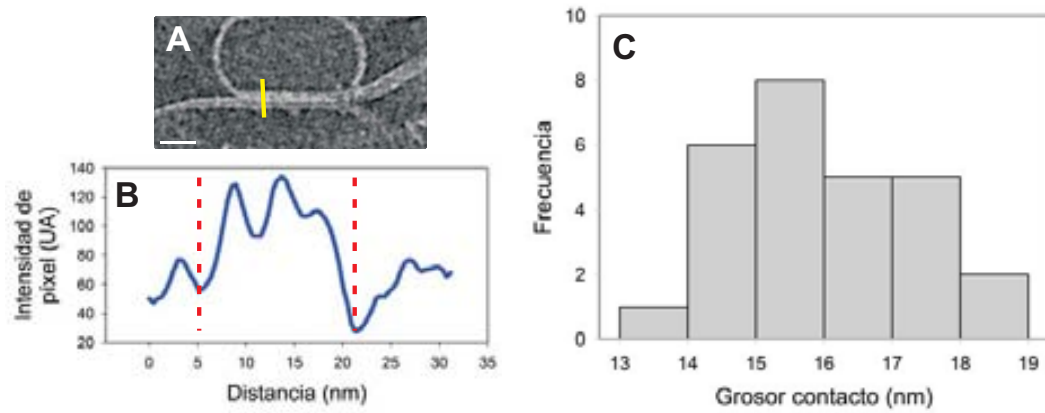 A
B
140
120
100
80
60
40
20
Intensidad de
píxel (UA)
0 5 10 15 20 25 30 35
Distancia (nm)
C
10
8
6
4
2
0
Frecuencia
13 14 15 16 17 18 19
Grosor contacto (nm)